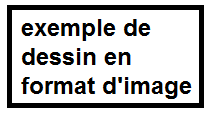 exemple de
dessin en
format d'image